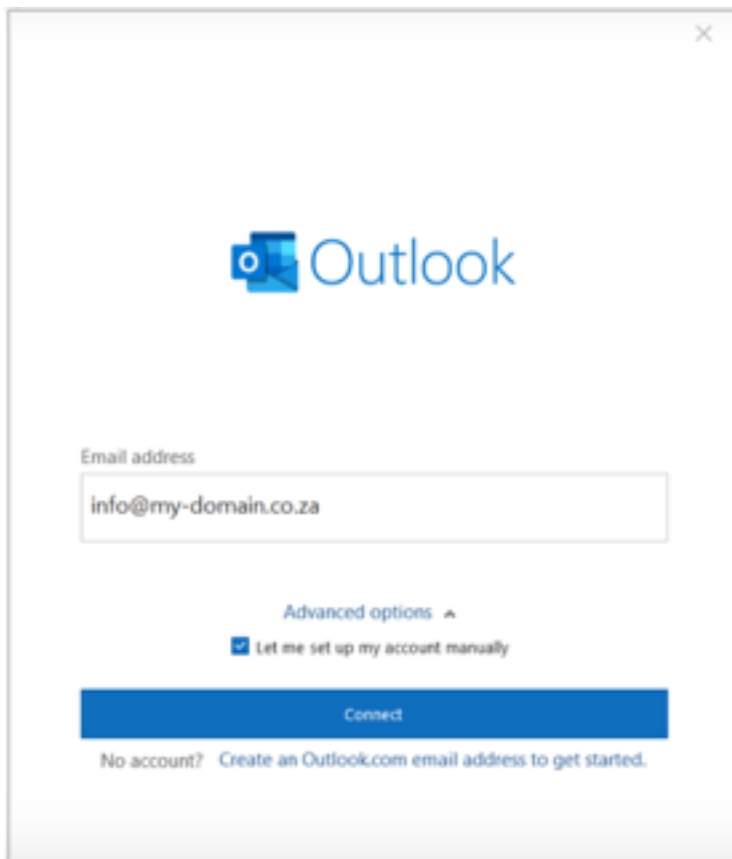 Outlook
Email address
info@my-domain.co.za
Advanced options
Let me set up my account manually
Connect
No account? Create an Outlook.com email address to get started.